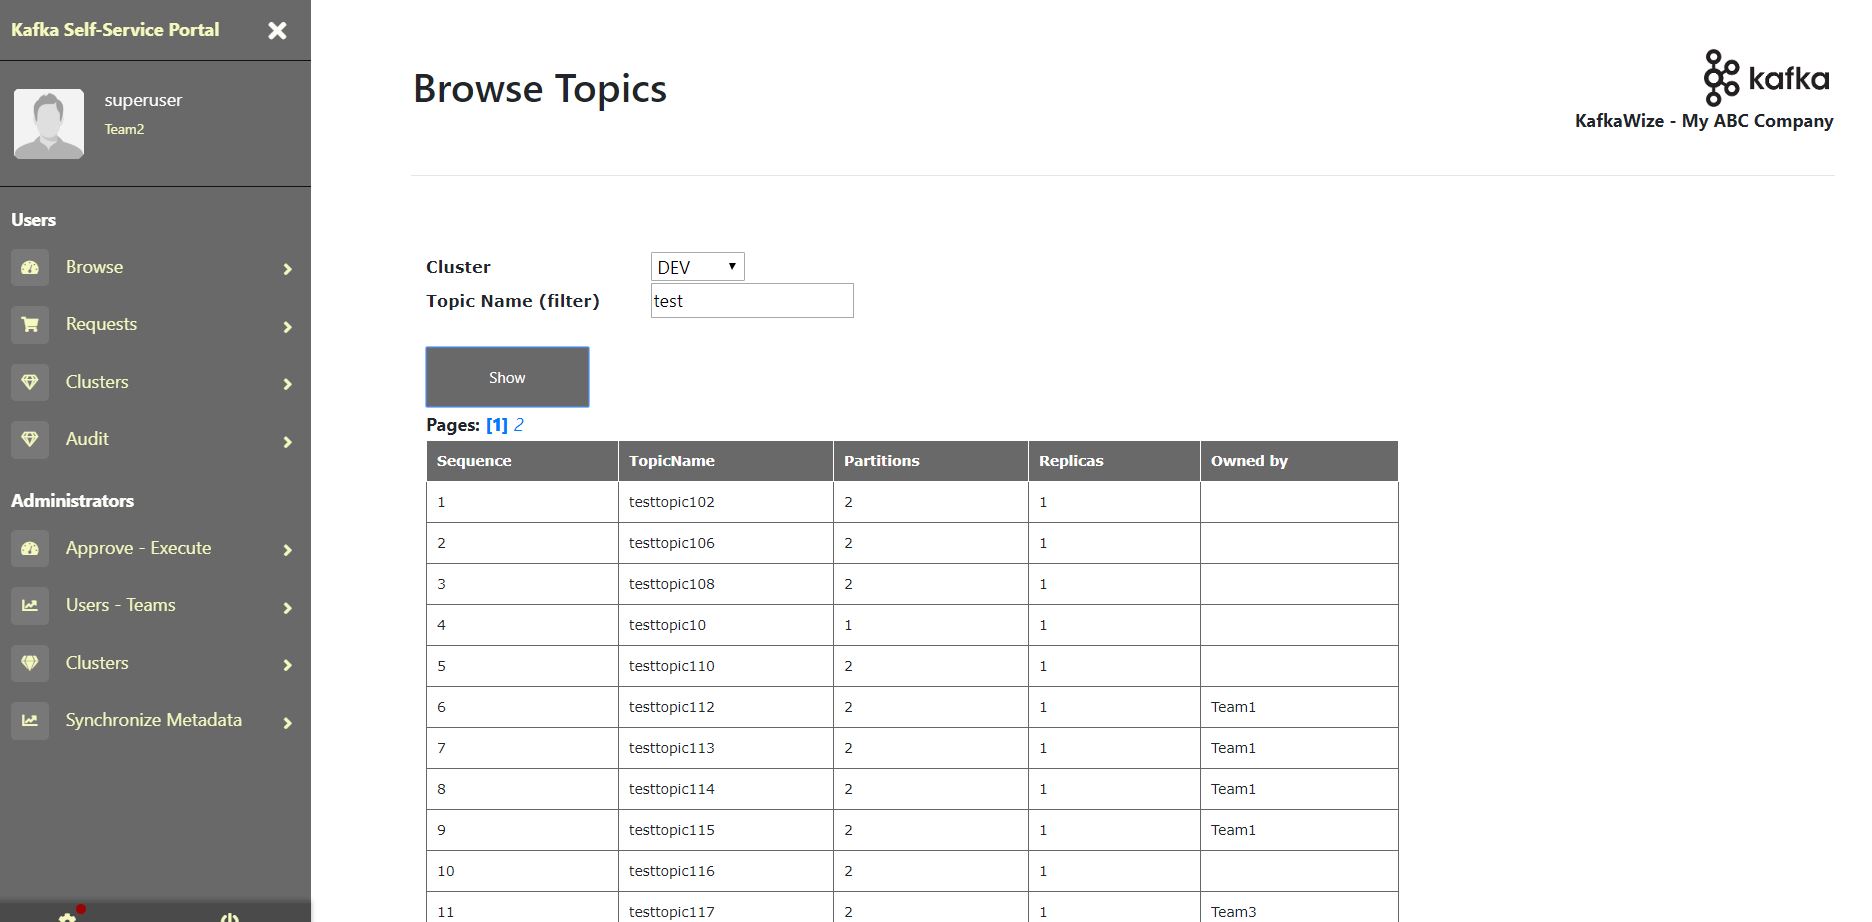 Kafka Self-Service Portal
superuser
Team2
Users
Browse
Requests
Clusters
Audit
Administrators
Approve - Execute
Users - Teams
Clusters
Synchronize Metadata
Browse Topics
kafka
KafkaWize - My ABC Company
Cluster DEV
Topic Name (filter) test
Show
Pages: [1] 2
Sequence TopicName Partitions Replicas Owned by
1 testtopic102 2 1
2 testtopic106 2 1
3 testtopic108 2 1
4 testtopic10 1 1
5 testtopic110 2 1
6 testtopic112 2 1 Team1
7 testtopic113 2 1 Team1
8 testtopic114 2 1 Team1
9 testtopic115 2 1 Team1
10 testtopic116 2 1
11 testtopic117 2 1 Team3